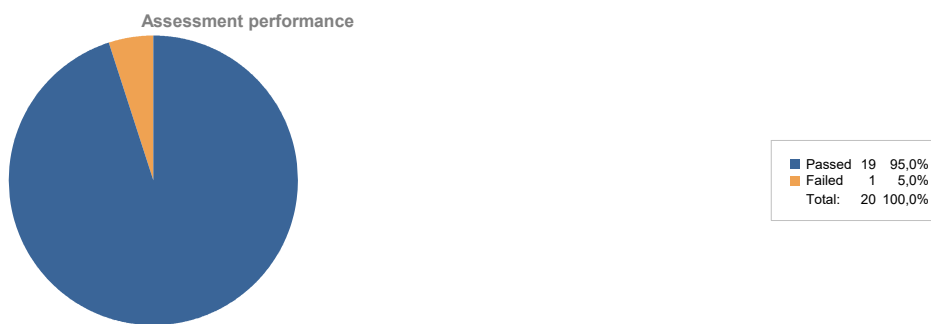 Assessment performance
Passed 19 95,0%
Failed 1 5,0%
Total: 20 100,0%